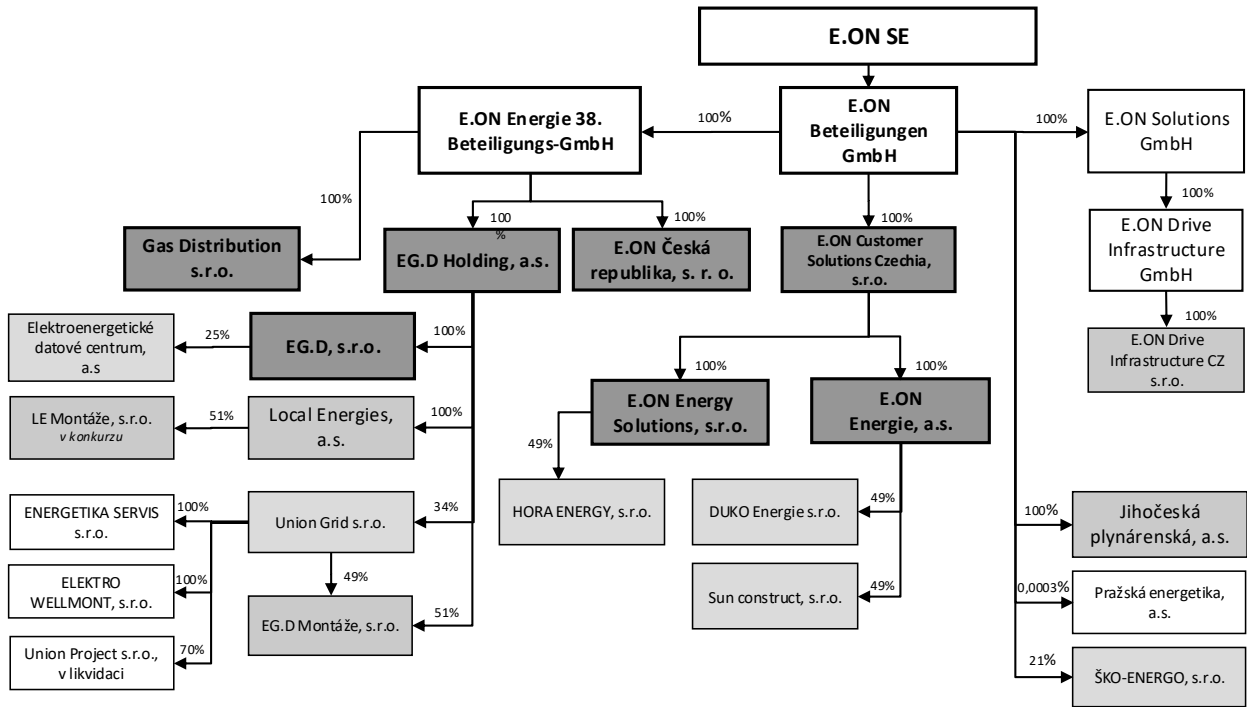 E.ON SE
E.ON Energie 38.
Beteiligungs-GmbH
100%
E.ON
Beteiligungen
GmbH
100%
E.ON Solutions
GmbH
100%
100%
100
%
100%
100%
E.ON Drive
Infrastructure
GmbH
Gas Distribution
s.r.o.
EG.D Holding, a.s.
E.ON Česká
republika, s. r. o.
E.ON Customer
Solutions Czechia,
s.r.o.
100%
E.ON Drive
Infrastructure CZ
s.r.o.
Elektroenergetické
datové centrum,
a.s
25%
EG.D, s.r.o.
100%
100%
100%
E.ON Energy
Solutions, s.r.o.
E.ON
Energie, a.s.
LE Montáže, s.r.o.
v konkurzu
51%
Local Energies,
a.s.
100%
49%
HORA ENERGY, s.r.o.
DUKO Energie s.r.o.
49%
ENERGETIKA SERVIS
s.r.o.
100%
Union Grid s.r.o.
34%
100%
Jihočeská
plynárenská, a.s.
ELEKTRO
WELLMONT, s.r.o.
100%
49%
Sun construct, s.r.o.
49%
0,0003%
Pražská energetika,
a.s.
EG.D Montáže, s.r.o.
51%
Union Project s.r.o.,
v likvidaci
70%
21%
ŠKO-ENERGO, s.r.o.